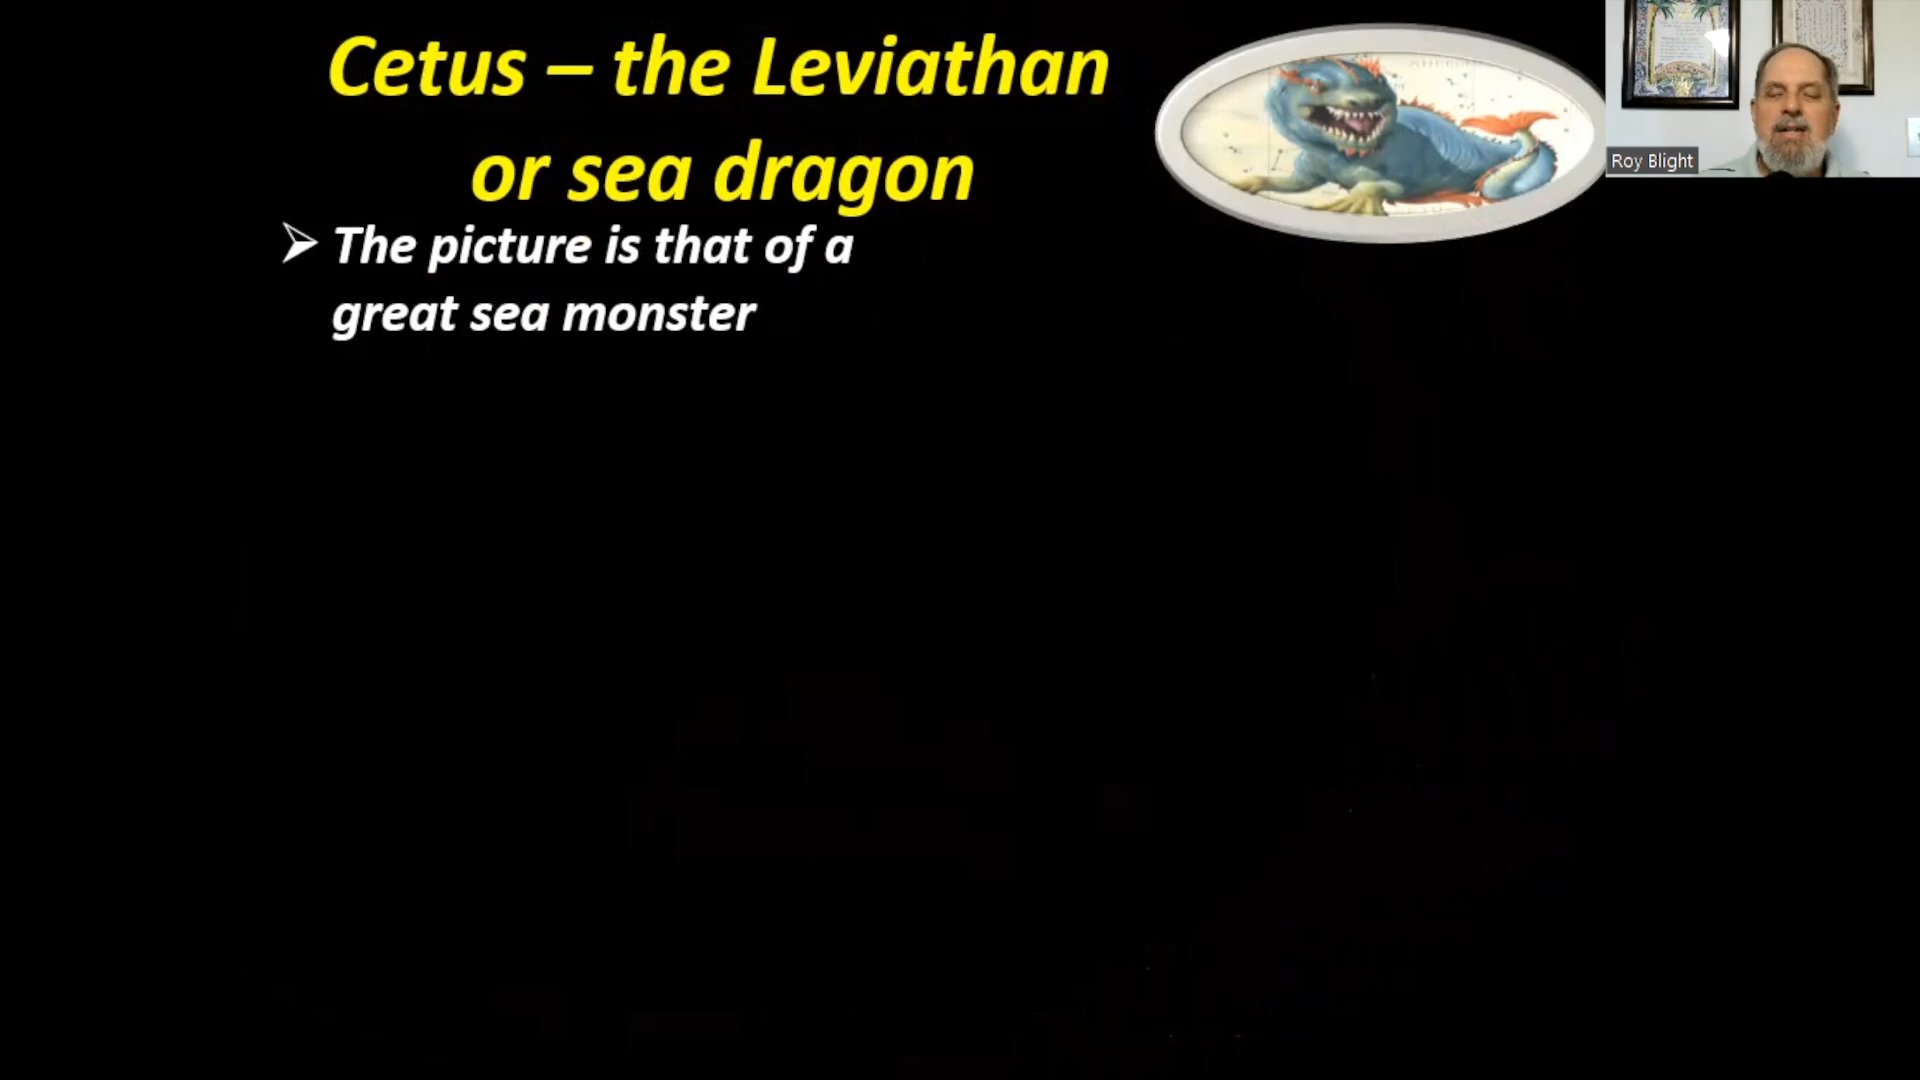 Cetus – the Leviathan
or sea dragon
➢ The picture is that of a
great sea monster
Roy Blight